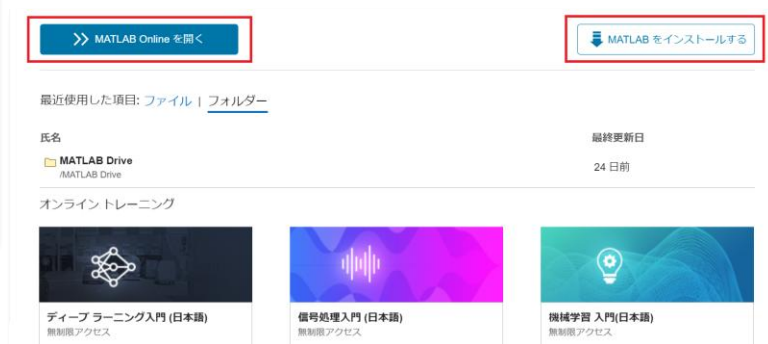 MATLAB Online を開く
MATLAB をインストールする
最近使用した項目: ファイル | フォルダー
氏名 最終更新日
MATLAB Drive 24 日前
/MATLAB Drive
オンライン トレーニング
ディープ ラーニング入門 (日本語)
無制限アクセス
信号処理入門 (日本語)
無制限アクセス
機械学習 入門(日本語)
無制限アクセス